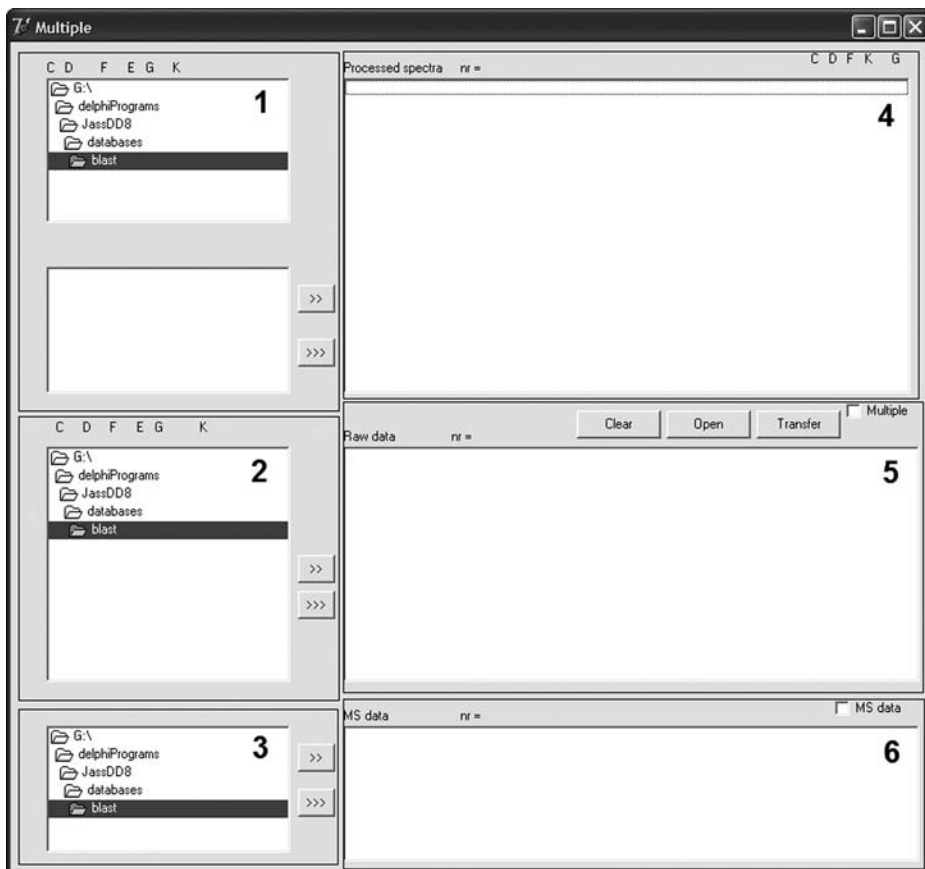 Multiple
C D F E G K
G:\
delphiPrograms
JassDD8
databases
blast
1
>>
>>>
Processed spectra nr =
C D F K G
4
C D F E G K
G:\
delphiPrograms
JassDD8
databases
blast
2
>>
>>>
Raw data nr =
Clear
Open
Transfer
Multiple
5
G:\
delphiPrograms
JassDD8
databases
blast
3
>>
>>>
MS data nr =
MS data
6